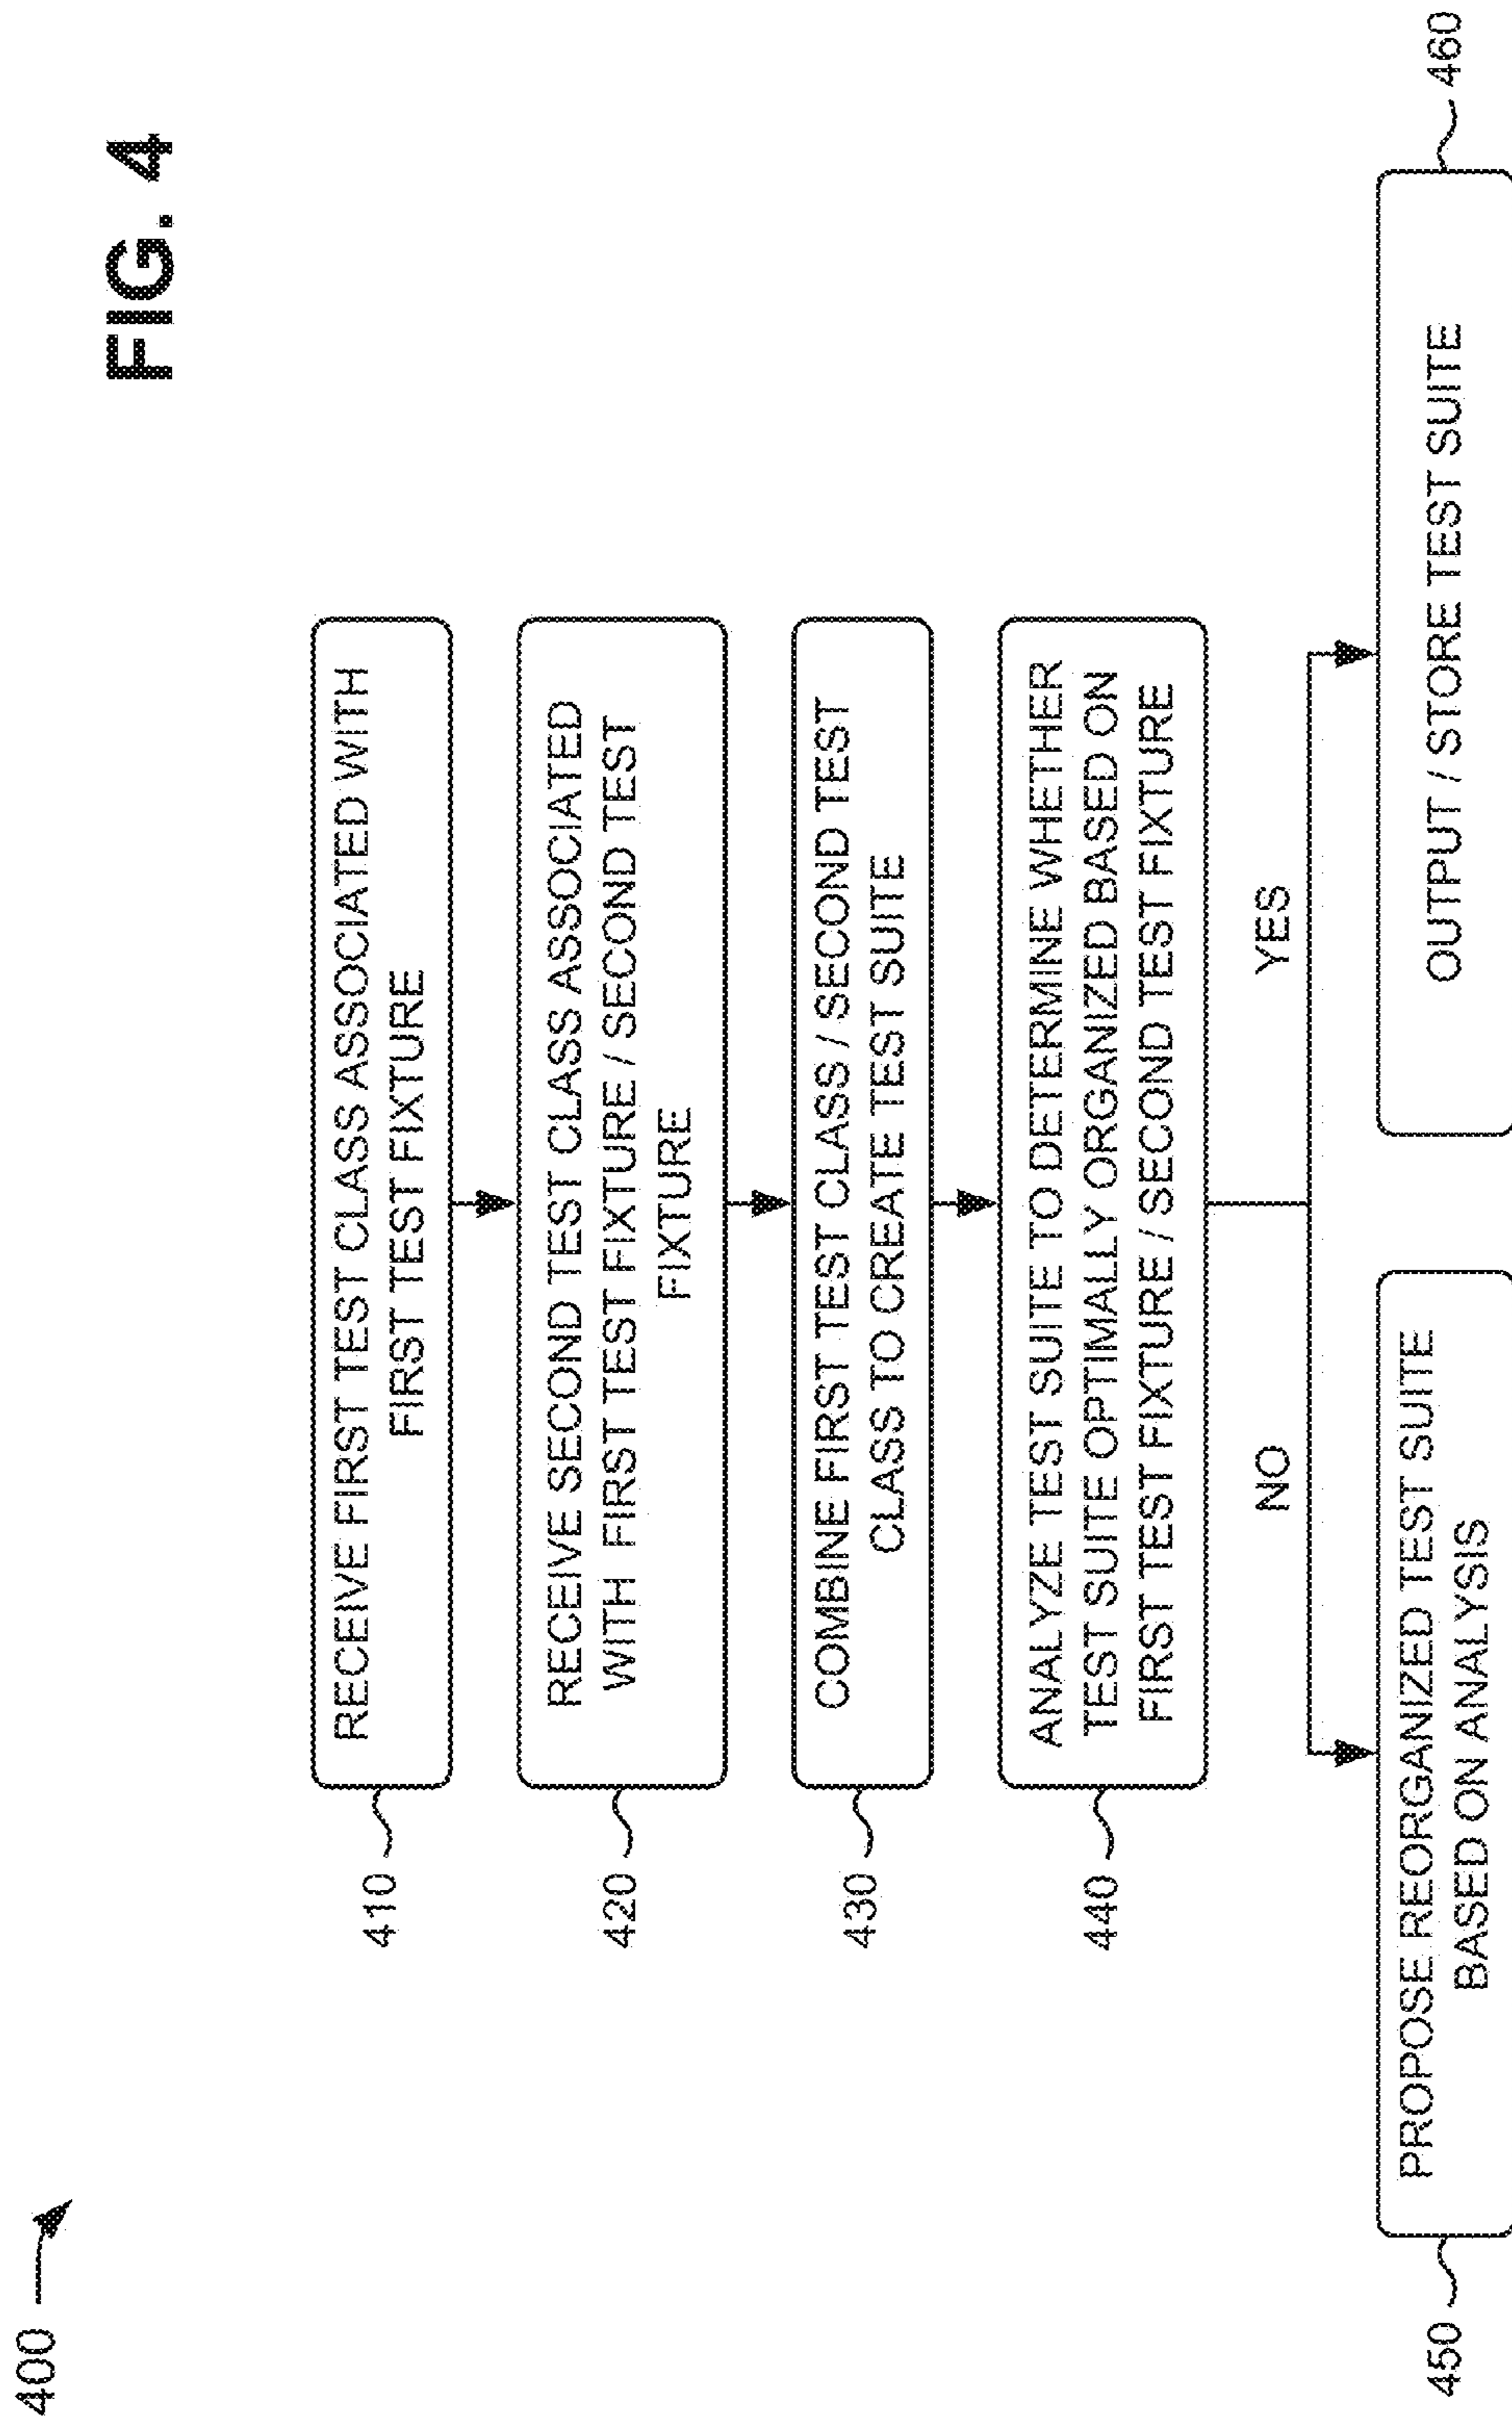 400
FIG. 4
410
RECEIVE FIRST TEST CLASS ASSOCIATED WITH
FIRST TEST FIXTURE
420
RECEIVE SECOND TEST CLASS ASSOCIATED
WITH FIRST TEST FIXTURE / SECOND TEST
FIXTURE
430
COMBINE FIRST TEST CLASS / SECOND TEST
CLASS TO CREATE TEST SUITE
440
ANALYZE TEST SUITE TO DETERMINE WHETHER
TEST SUITE OPTIMALLY ORGANIZED BASED ON
FIRST TEST FIXTURE / SECOND TEST FIXTURE
NO
YES
450
PROPOSE REORGANIZED TEST SUITE
BASED ON ANALYSIS
OUTPUT / STORE TEST SUITE
460